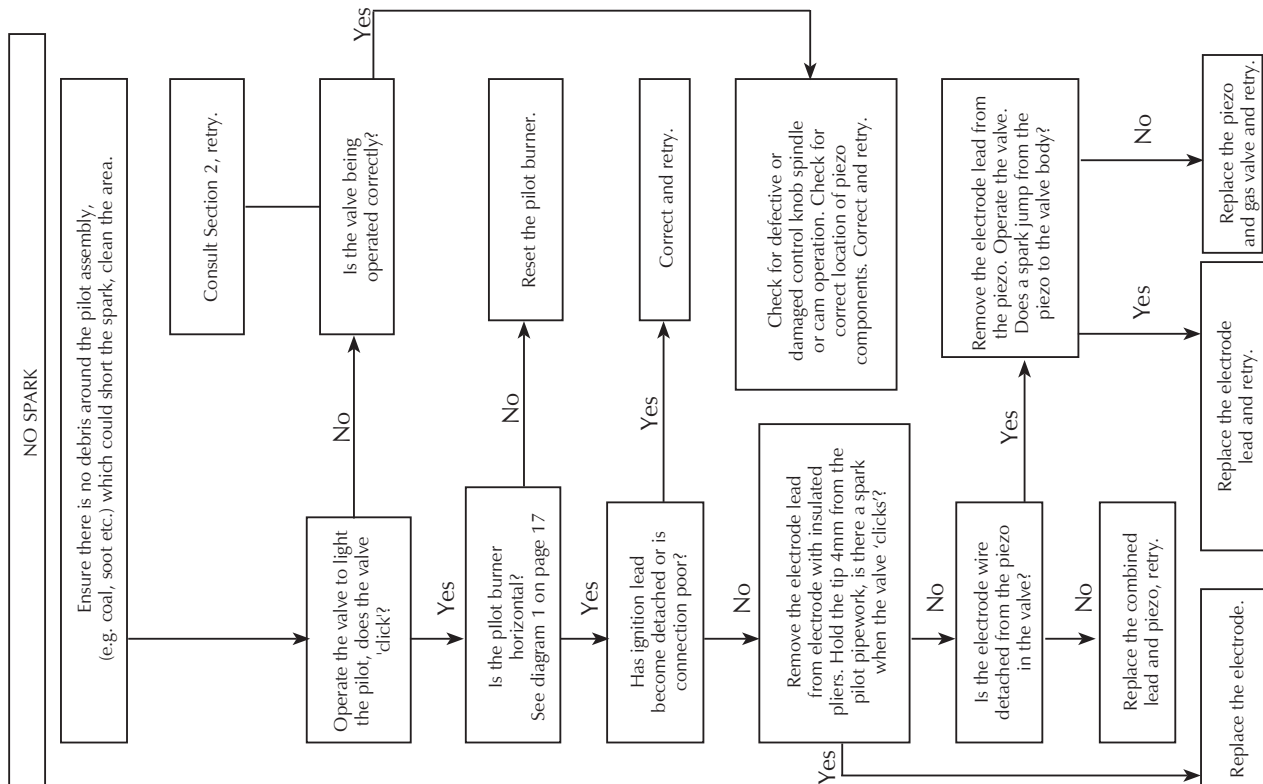 NO SPARK
Ensure there is no debris around the pilot assembly,
(e.g. coal, soot etc.) which could short the spark, clean the area.
Operate the valve to light
the pilot, does the valve
'click'?
No
Is the valve being
operated correctly?
Consult Section 2, retry.
Yes
Yes
Is the pilot burner
horizontal?
See diagram 1 on page 17
No
Reset the pilot burner.
Yes
Has ignition lead
become detached or is
connection poor?
Yes
Correct and retry.
No
Remove the electrode lead
from electrode with insulated
pliers. Hold the tip 4mm from the
pilot pipework, is there a spark
when the valve ‘clicks’?
Check for defective or
damaged control knob spindle
or cam operation. Check for
correct location of piezo
components. Correct and retry.
Yes
No
Is the electrode wire
detached from the piezo
in the valve?
Yes
Remove the electrode lead from
the piezo. Operate the valve.
Does a spark jump from the
piezo to the valve body?
No
Replace the combined
lead and piezo, retry.
Yes
No
Replace the electrode.
Replace the electrode
lead and retry.
Replace the piezo
and gas valve and retry.